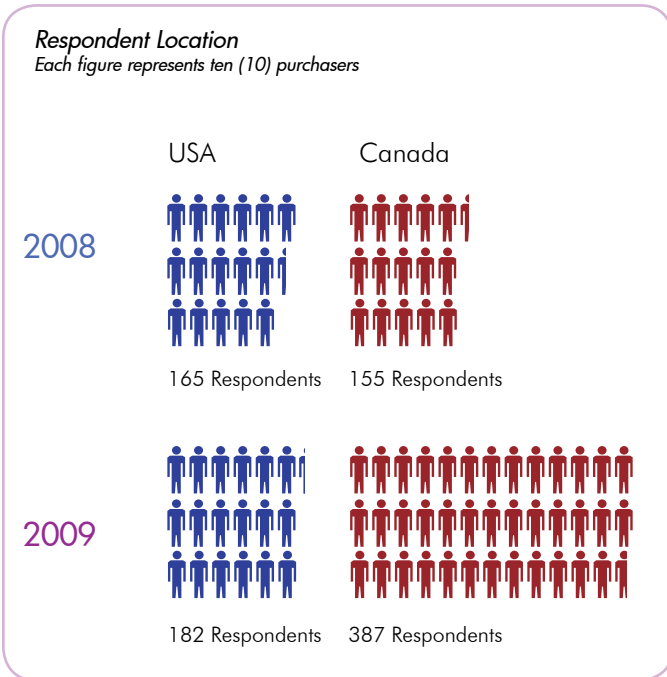 Respondent Location
Each figure represents ten (10) purchasers
USA Canada
2008
165 Respondents 155 Respondents
2009
182 Respondents 387 Respondents